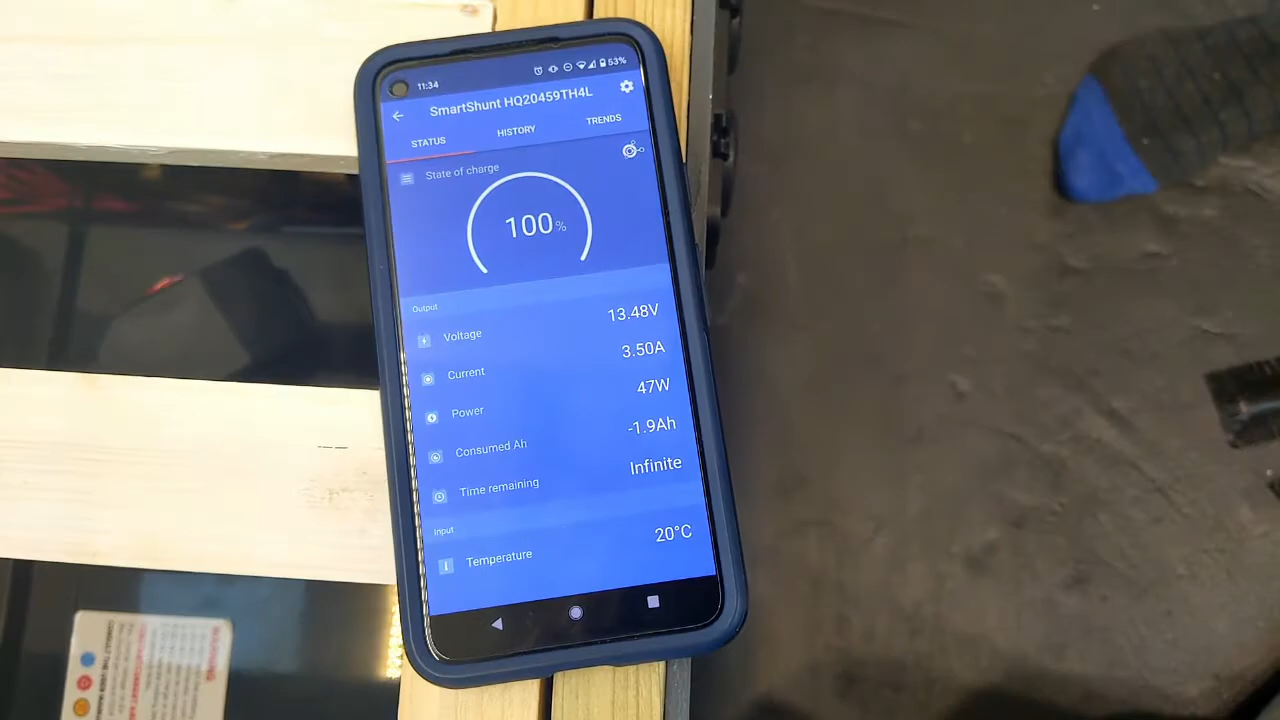 11:34
53%
SmartShunt HQ20459TH4L
STATUS HISTORY TRENDS
State of charge
100%
Output
Voltage 13.48V
Current 3.50A
Power 47W
Consumed Ah -1.9Ah
Time remaining Infinite
Input
Temperature 20°C
WARNING